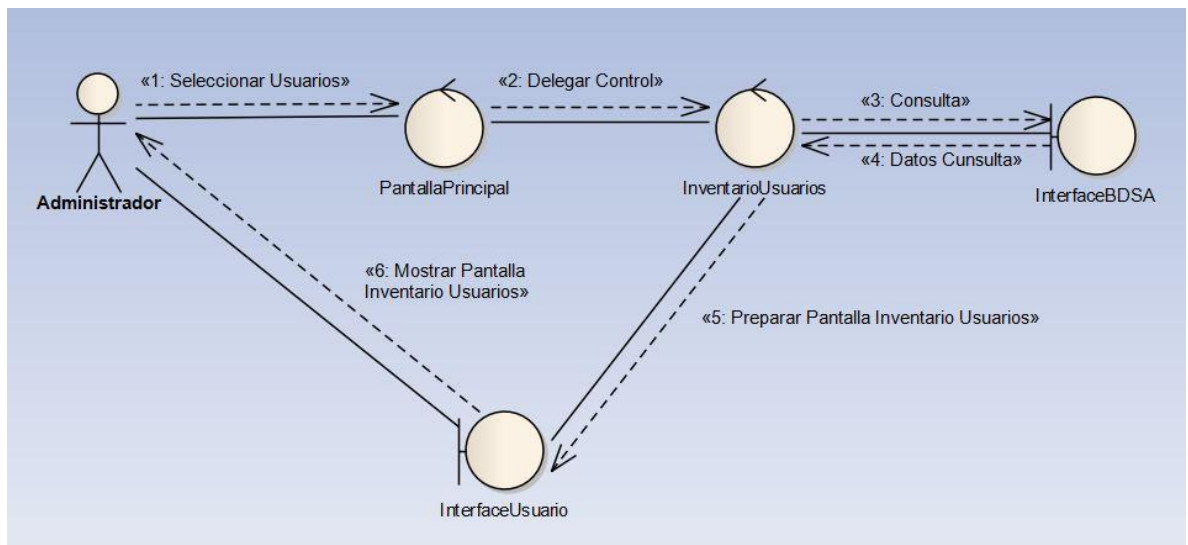 «1: Seleccionar Usuarios»
«2: Delegar Control»
«3: Consulta»
«4: Datos Cunsulta»
Administrador
PantallaPrincipal
InventarioUsuarios
InterfaceBDSA
«6: Mostrar Pantalla
Inventario Usuarios»
«5: Preparar Pantalla Inventario Usuarios»
InterfaceUsuario